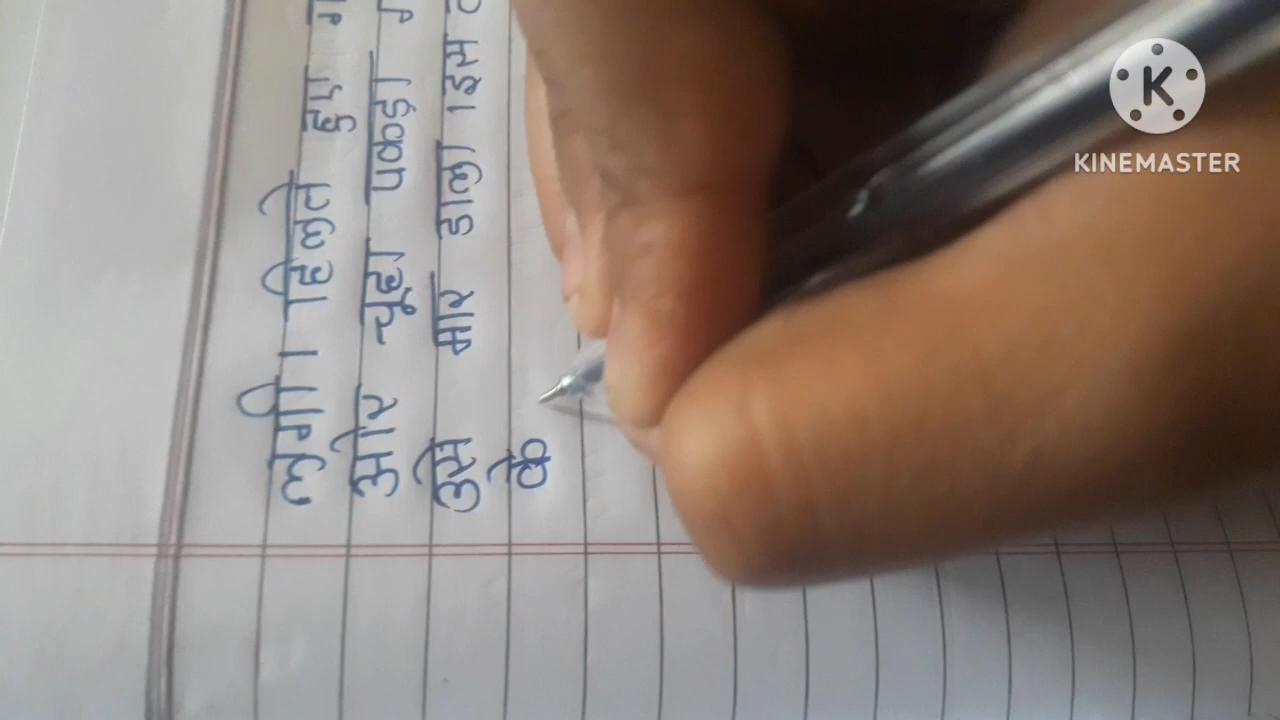 लगी । हिलते हुए
और चूहा पकड़ा
उसे मार डाला । इस
के
KINEMASTER